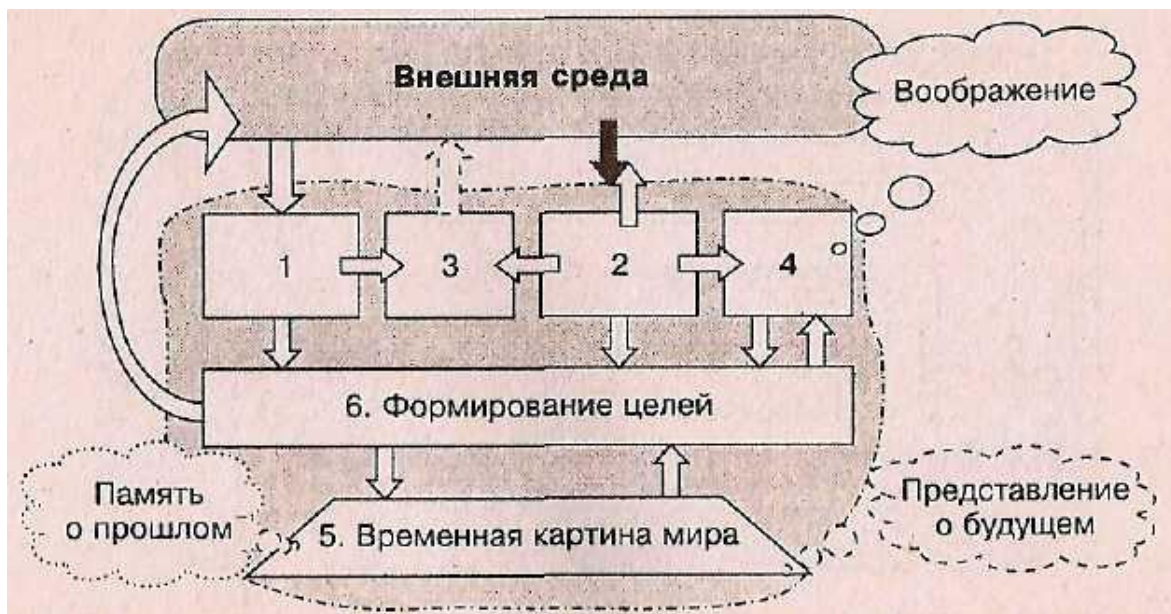 Внешняя среда
Воображение
1
3
2
4
6. Формирование целей
Память
о прошлом
5. Временная картина мира
Представление
о будущем